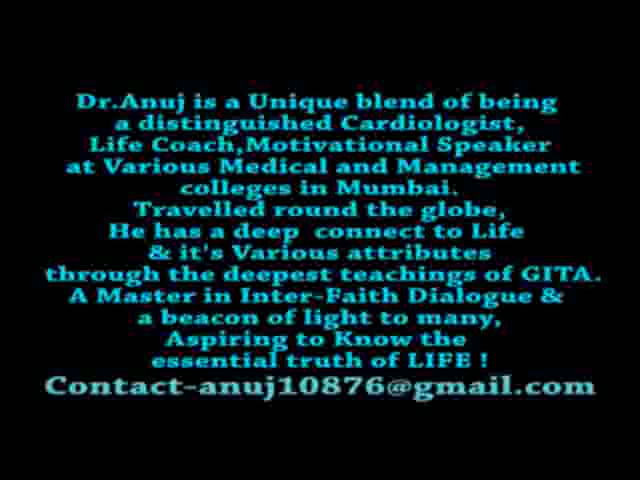 Dr.Anuj is a Unique blend of being
a distinguished Cardiologist,
Life Coach,Motivational Speaker
at Various Medical and Management
colleges in Mumbai.
Travelled round the globe,
He has a deep connect to Life
& it's Various attributes
through the deepest teachings of GITA.
A Master in Inter-Faith Dialogue &
a beacon of light to many,
Aspiring to Know the
essential truth of LIFE !
Contact-anuj10876@gmail.com